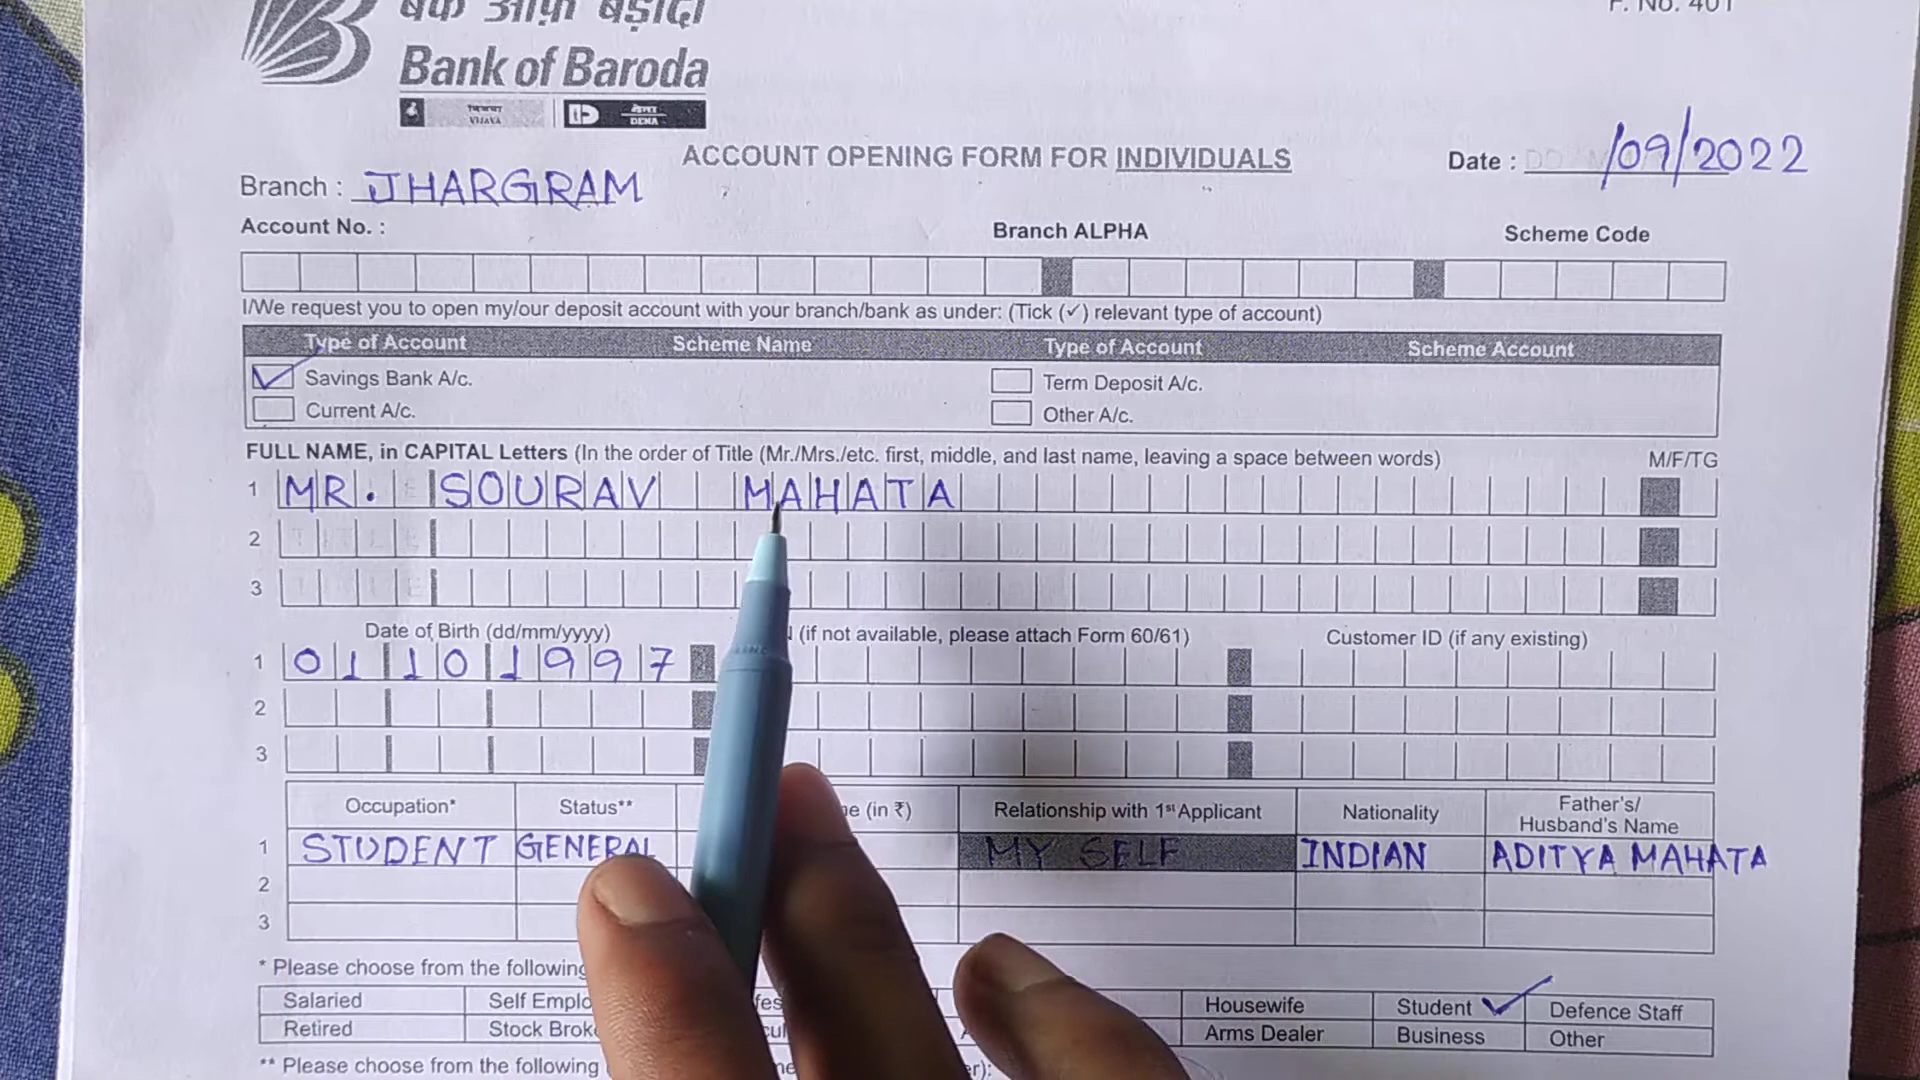 F. No. 401
बैंक ऑफ़ बड़ौदा
Bank of Baroda
VIJAYA DENA
ACCOUNT OPENING FORM FOR INDIVIDUALS
Date : /09/2022
Branch : JHARGRAM
Account No. : Branch ALPHA Scheme Code
I/We request you to open my/our deposit account with your branch/bank as under: (Tick (✓) relevant type of account)
Type of Account Scheme Name Type of Account Scheme Account
✓ Savings Bank A/c. Term Deposit A/c.
Current A/c. Other A/c.
FULL NAME, in CAPITAL Letters (In the order of Title (Mr./Mrs./etc. first, middle, and last name, leaving a space between words) M/F/TG
1 MR. SOURAV MAHATA
2
3
Date of Birth (dd/mm/yyyy) (if not available, please attach Form 60/61) Customer ID (if any existing)
1 01101997
2
3
Occupation* Status** (in ₹) Relationship with 1st Applicant Nationality Father's/
Husband's Name
1 STUDENT GENERAL MY SELF INDIAN ADITYA MAHATA
2
3
* Please choose from the following
Salaried Self Emplo Housewife Student ✓ Defence Staff
Retired Stock Brok Arms Dealer Business Other
** Please choose from the following